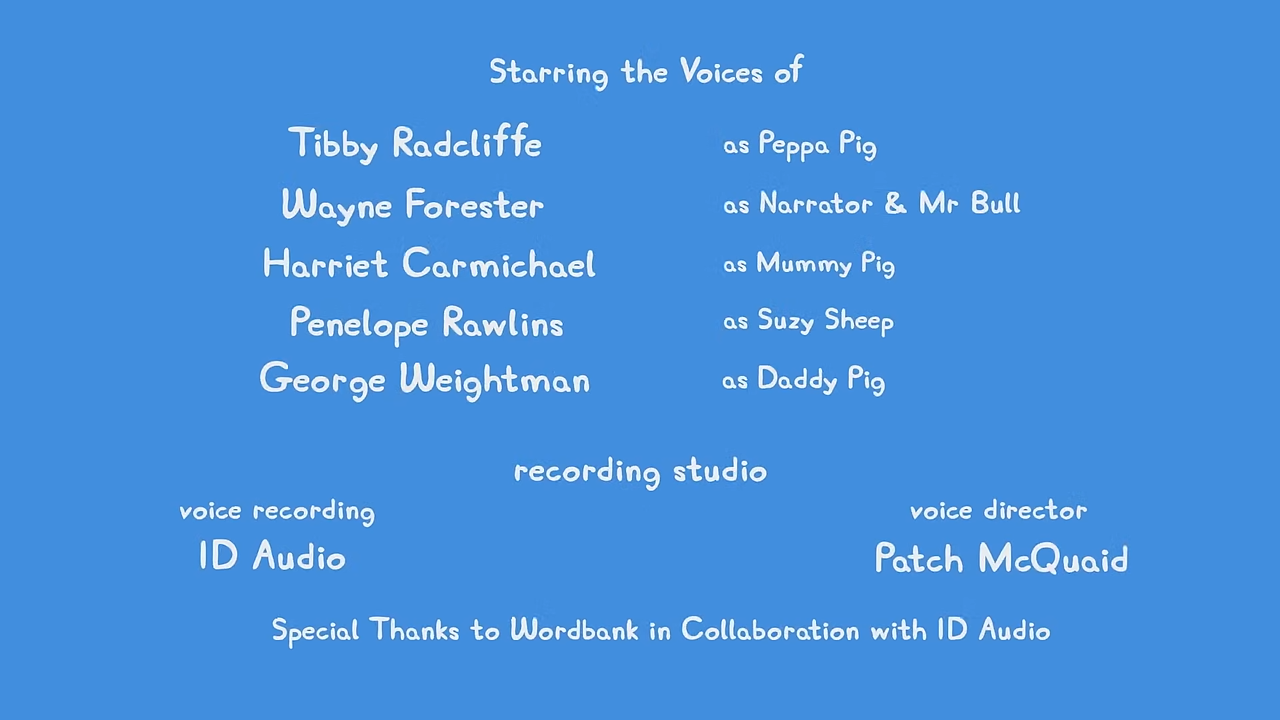 Starring the Voices of
Tibby Radcliffe as Peppa Pig
Wayne Forester as Narrator & Mr Bull
Harriet Carmichael as Mummy Pig
Penelope Rawlins as Suzy Sheep
George Weightman as Daddy Pig
recording studio
voice recording voice director
ID Audio Patch McQuaid
Special Thanks to Wordbank in Collaboration with ID Audio